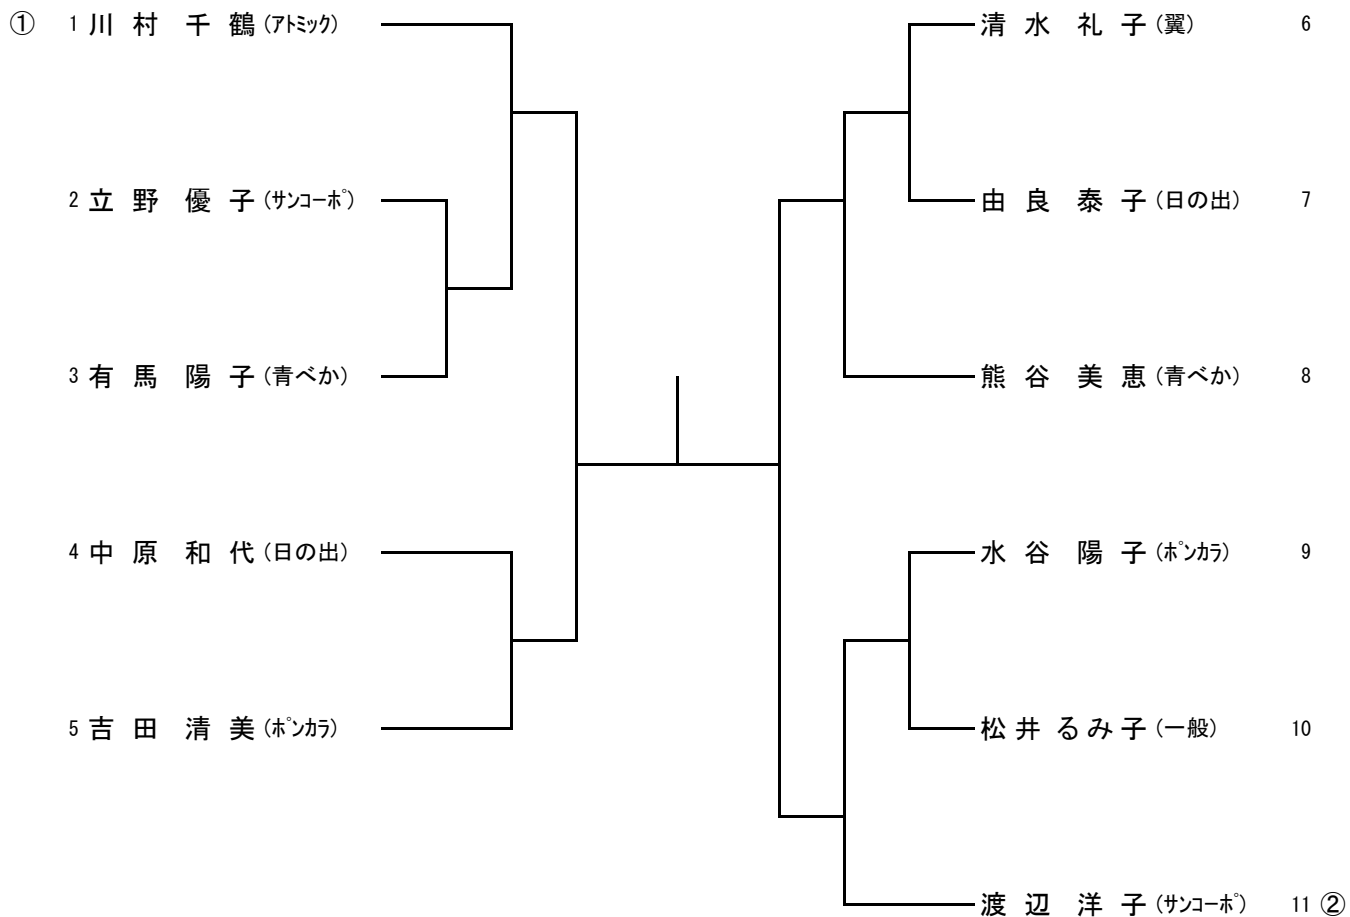 ① 1 川村 千鶴 (ｱﾄﾐｯｸ)
2 立野 優子 (ｻﾝｺｰﾎﾟ)
3 有馬 陽子 (青べか)
4 中原 和代 (日の出)
5 吉田 清美 (ﾎﾟﾝｶﾗ)
清水 礼子 (翼) 6
由良 泰子 (日の出) 7
熊谷 美恵 (青べか) 8
水谷 陽子 (ﾎﾟﾝｶﾗ) 9
松井 るみ子 (一般) 10
渡辺 洋子 (ｻﾝｺｰﾎﾟ) 11 ②